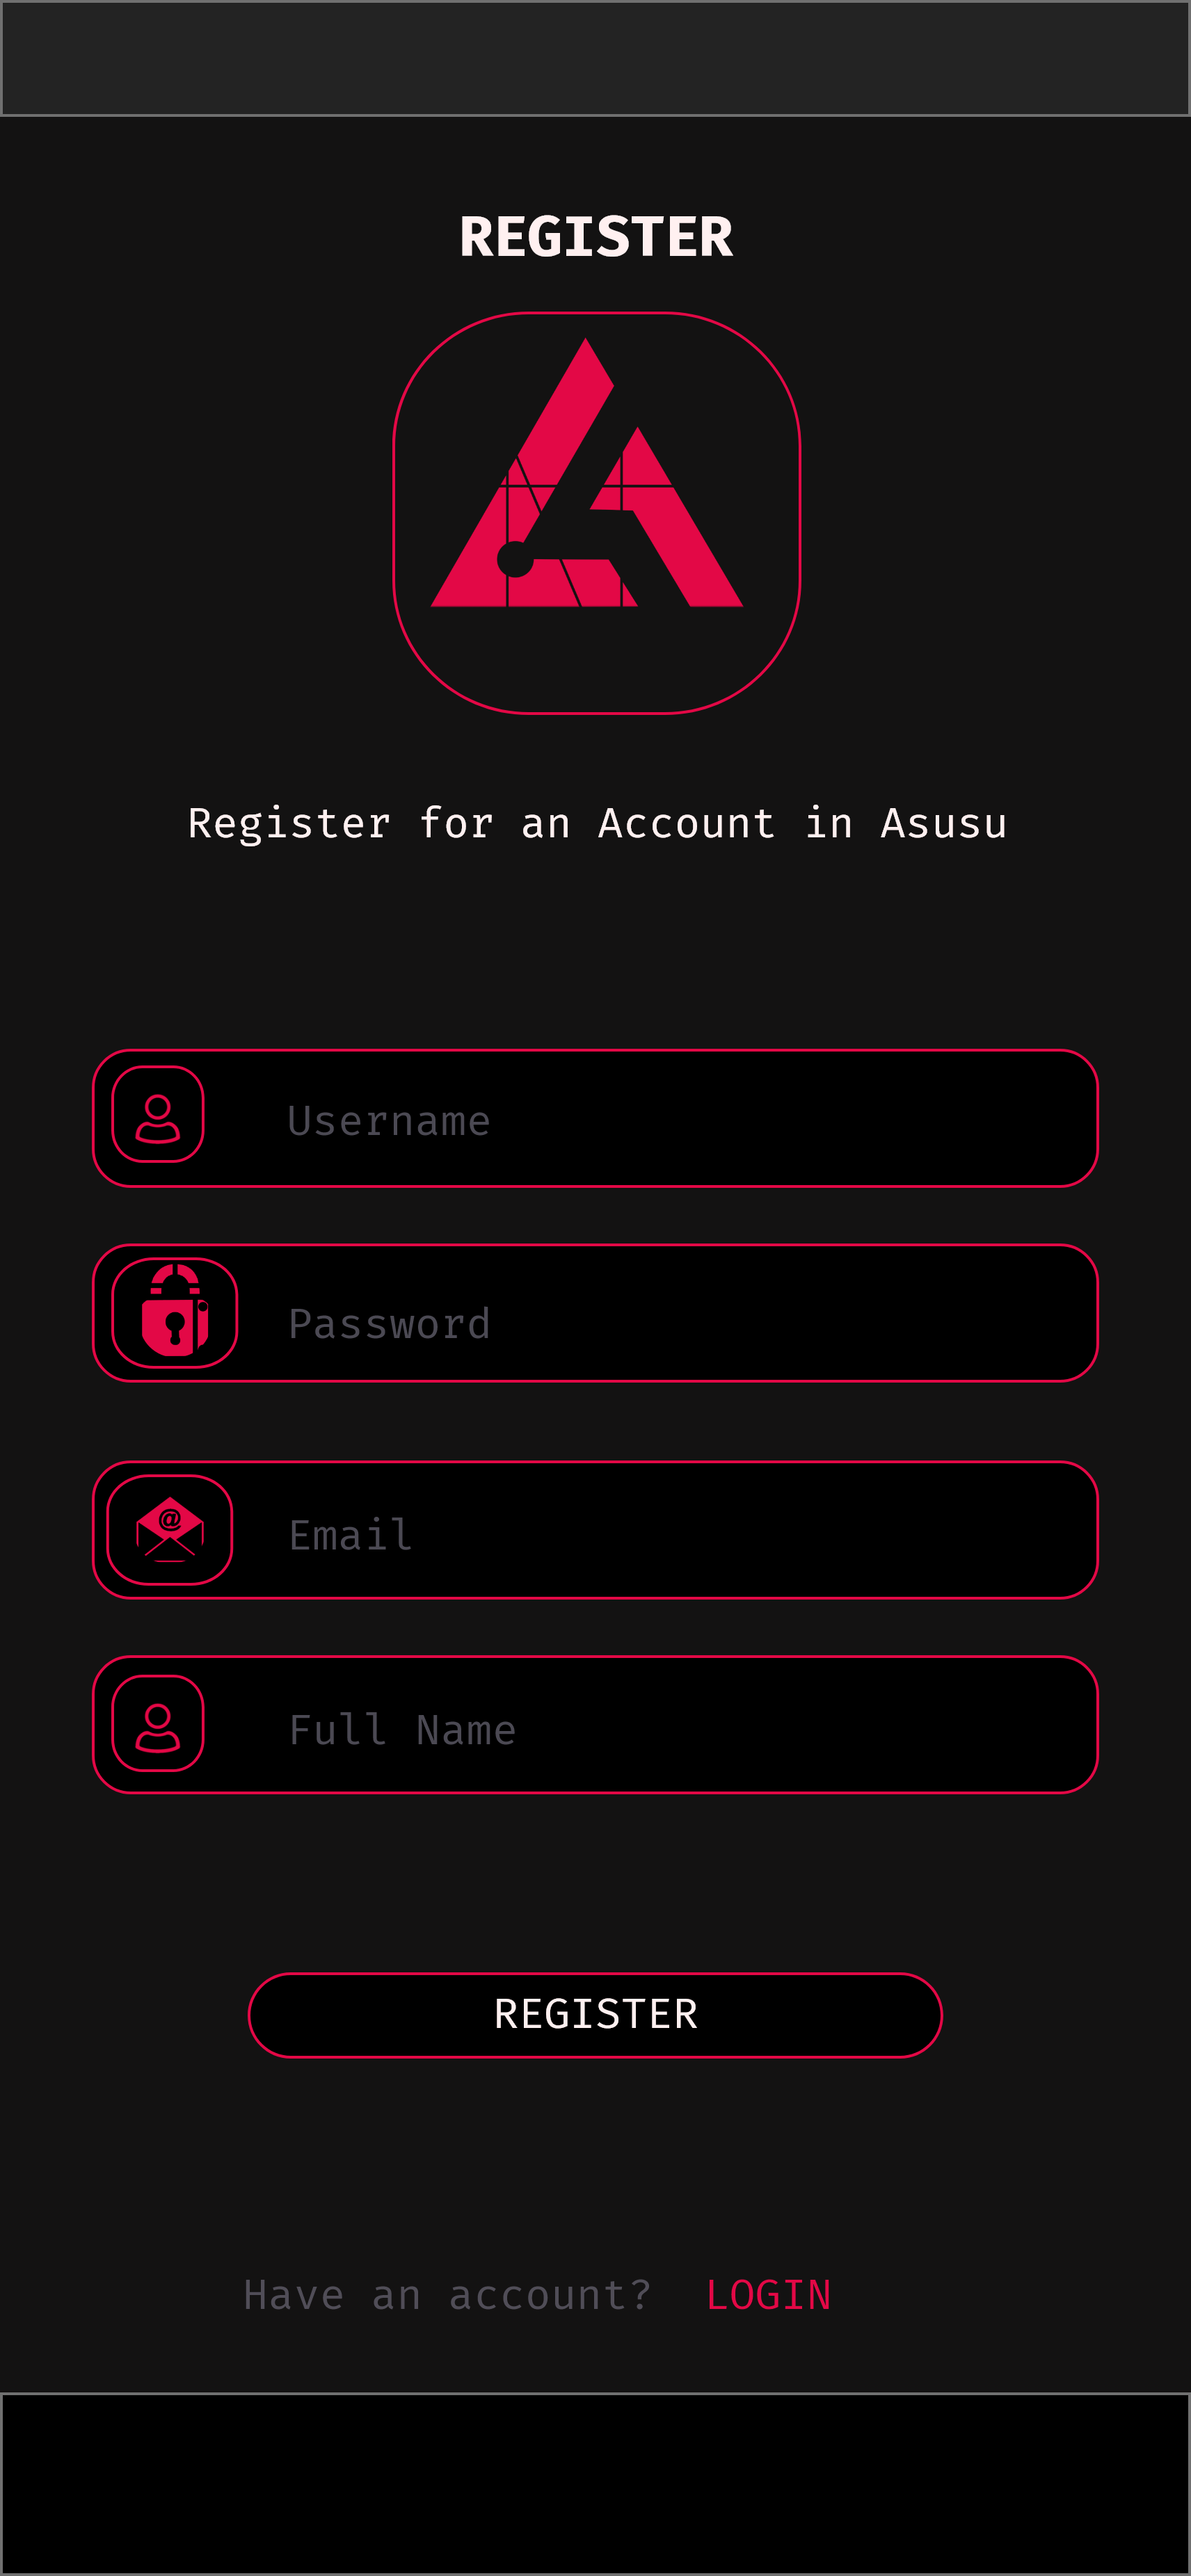 REGISTER
Register for an Account in Asusu
Username
Password
@
Email
Full Name
REGISTER
Have an account? LOGIN